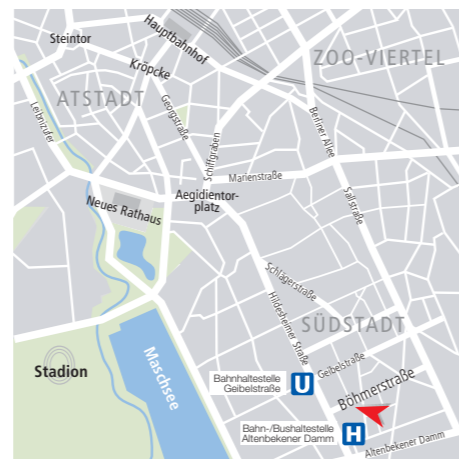 Hauptbahnhof
Steintor
Kröpcke
ZOO-VIERTEL
ATSTADT
Georgstraße
Leibnizufer
Schiffgraben
Berliner Allee
Marienstraße
Sallstraße
Neues Rathaus
Aegidientor-
platz
Schlägerstraße
Hildesheimer Straße
SÜDSTADT
Maschsee
Geibelstraße
Stadion
Bahnhaltestelle
Geibelstraße
U
Böhmerstraße
Bahn-/Bushaltestelle
Altenbekener Damm
H
Altenbekener Damm